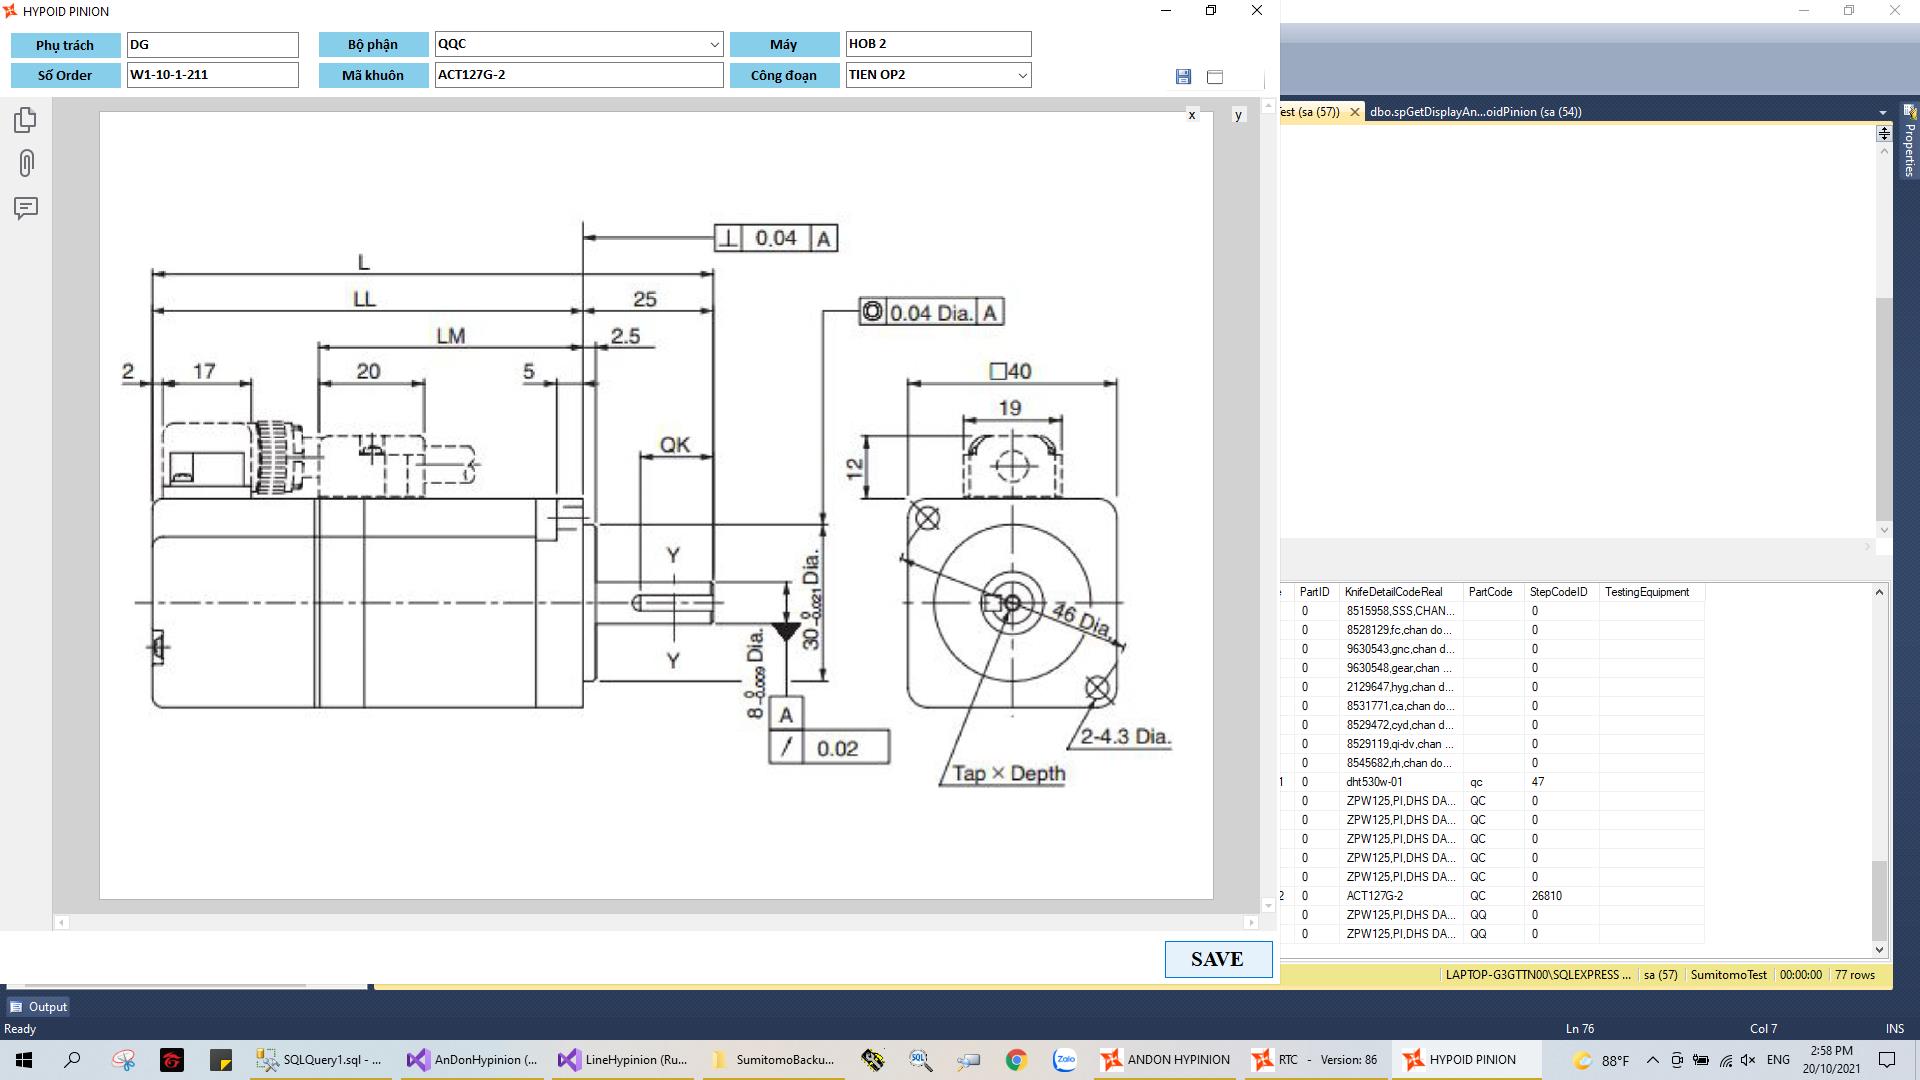 HYPOID PINION
Phụ trách
DG
Bộ phận
QQC
Máy
HOB 2
Số Order
W1-10-1-211
Mã khuôn
ACT127G-2
Công đoạn
TIEN OP2
x
y
est (sa (57))
dbo.spGetDisplayAn...oidPinion (sa (54))
Properties
⊥ 0.04 A
L
LL
25
◎ 0.04 Dia. A
LM
2.5
2
17
20
5
□40
19
QK
12
Y
30 0 -0.021 Dia.
46 Dia.
Y
8 0 -0.009 Dia.
A
0.02
2-4.3 Dia.
Tap × Depth
SAVE
PartID KnifeDetailCodeReal PartCode StepCodeID TestingEquipment
0 8515958,SSS,CHAN... 0
0 8528129,fc,chan do... 0
0 9630543,gnc,chan d... 0
0 9630548,gear,chan ... 0
0 2129647,hyg,chan d... 0
0 8531771,ca,chan do... 0
0 8529472,cyd,chan d... 0
0 8529119,qi-dv,chan ... 0
0 8545682,rh,chan do... 0
1 0 dht530w-01 qc 47
0 ZPW125,PI,DHS DA... QC 0
0 ZPW125,PI,DHS DA... QC 0
0 ZPW125,PI,DHS DA... QC 0
0 ZPW125,PI,DHS DA... QC 0
0 ZPW125,PI,DHS DA... QC 0
2 0 ACT127G-2 QC 26810
0 ZPW125,PI,DHS DA... QQ 0
0 ZPW125,PI,DHS DA... QQ 0
LAPTOP-G3GTTN00\SQLEXPRESS ... sa (57) SumitomoTest 00:00:00 77 rows
Output
Ready
Ln 76
Col 7
INS
SQLQuery1.sql - ...
AnDonHypinion (...
LineHypinion (Ru...
SumitomoBacku...
SQL
Zalo
ANDON HYPINION
RTC - Version: 86
HYPOID PINION
88°F
ENG
2:58 PM
20/10/2021